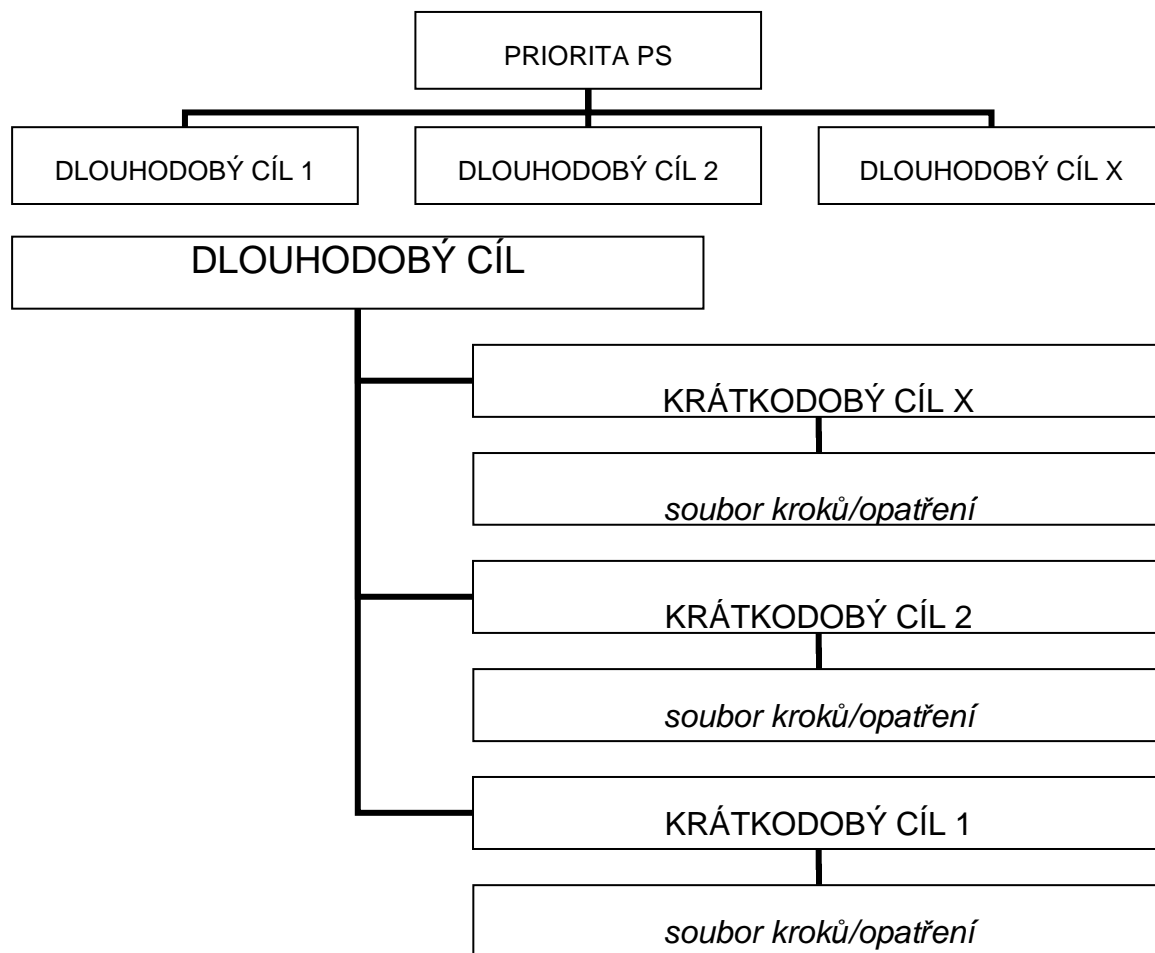 PRIORITA PS
DLOUHODOBÝ CÍL 1
DLOUHODOBÝ CÍL 2
DLOUHODOBÝ CÍL X
DLOUHODOBÝ CÍL
KRÁTKODOBÝ CÍL X
soubor kroků/opatření
KRÁTKODOBÝ CÍL 2
soubor kroků/opatření
KRÁTKODOBÝ CÍL 1
soubor kroků/opatření